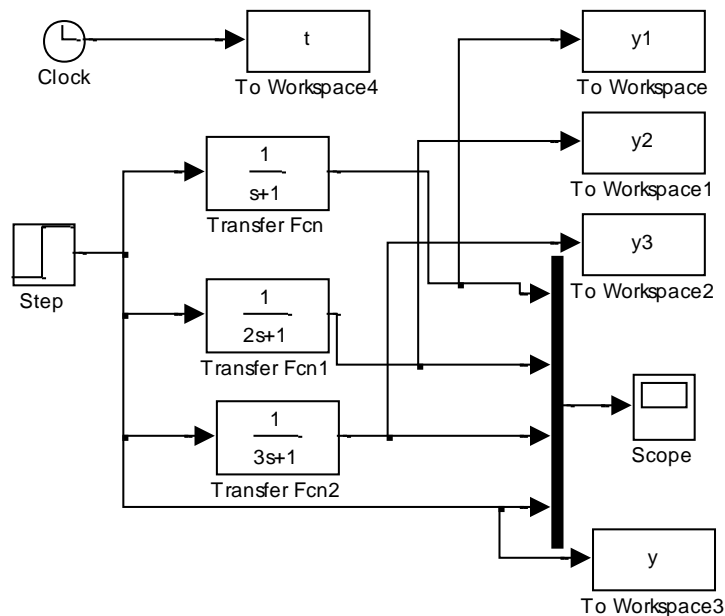 t
Clock
To Workspace4
y1
To Workspace
y2
To Workspace1
1
s+1
Transfer Fcn
y3
To Workspace2
Step
1
2s+1
Transfer Fcn1
1
3s+1
Transfer Fcn2
Scope
y
To Workspace3